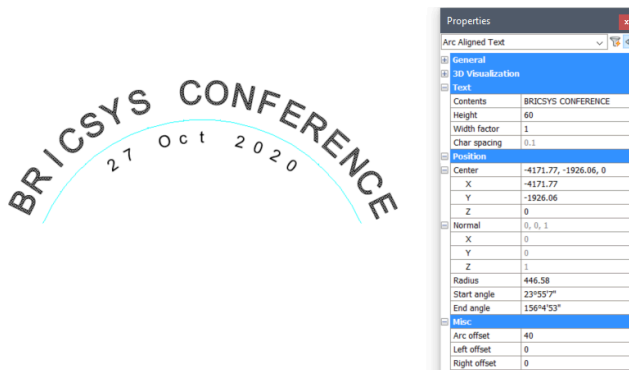 BRICSYS CONFERENCE
27 Oct 2020
Properties
x
Arc Aligned Text
General
3D Visualization
Text
Contents BRICSYS CONFERENCE
Height 60
Width factor 1
Char spacing 0.1
Position
Center -4171.77, -1926.06, 0
X -4171.77
Y -1926.06
Z 0
Normal 0, 0, 1
X 0
Y 0
Z 1
Radius 446.58
Start angle 23°55'7"
End angle 156°4'53"
Misc
Arc offset 40
Left offset 0
Right offset 0